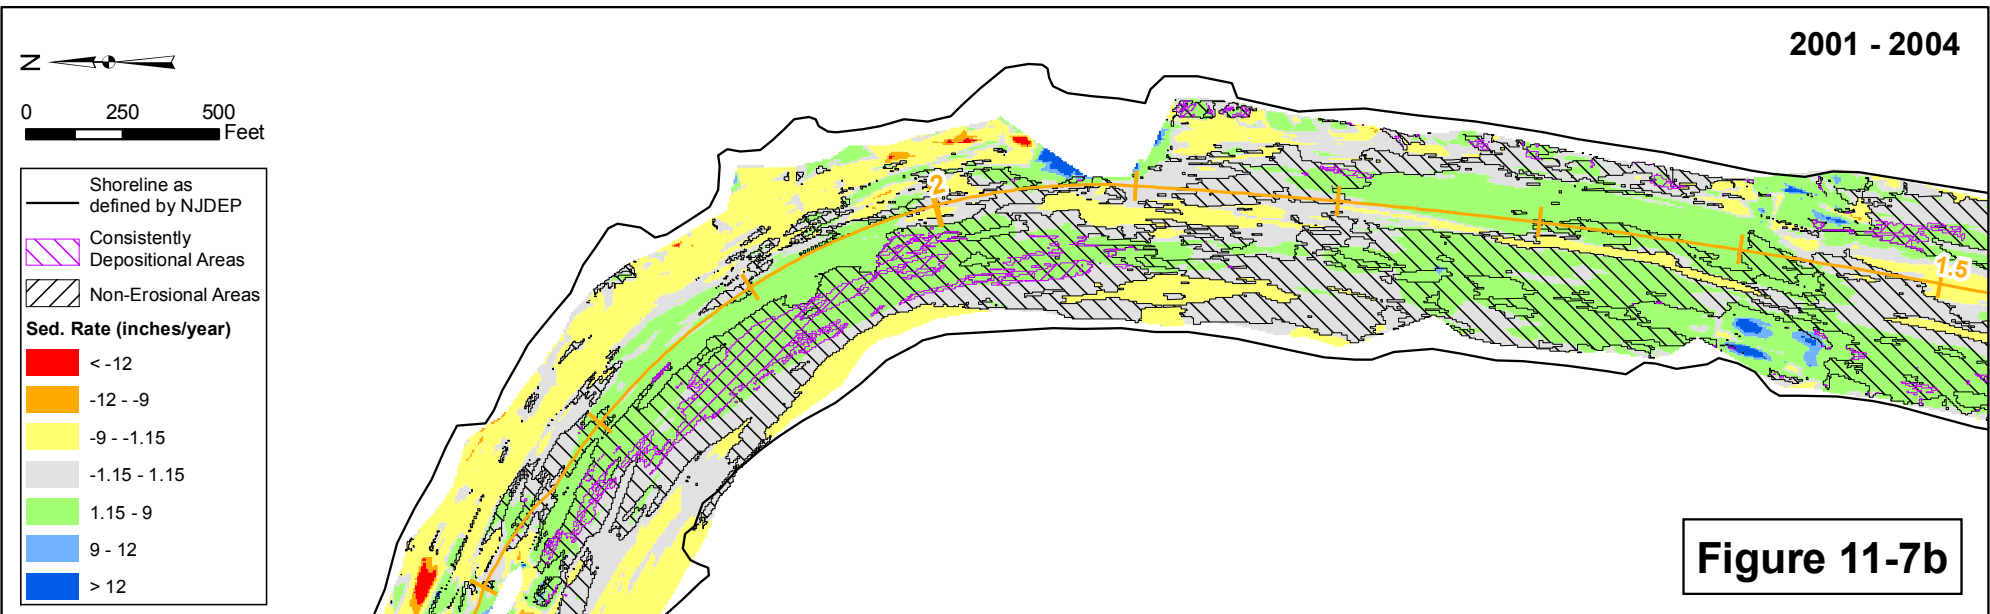 2001 - 2004
N
0 250 500
Feet
Shoreline as
defined by NJDEP
Consistently
Depositional Areas
Non-Erosional Areas
Sed. Rate (inches/year)
< -12
-12 - -9
-9 - -1.15
-1.15 - 1.15
1.15 - 9
9 - 12
> 12
2
1.5
Figure 11-7b